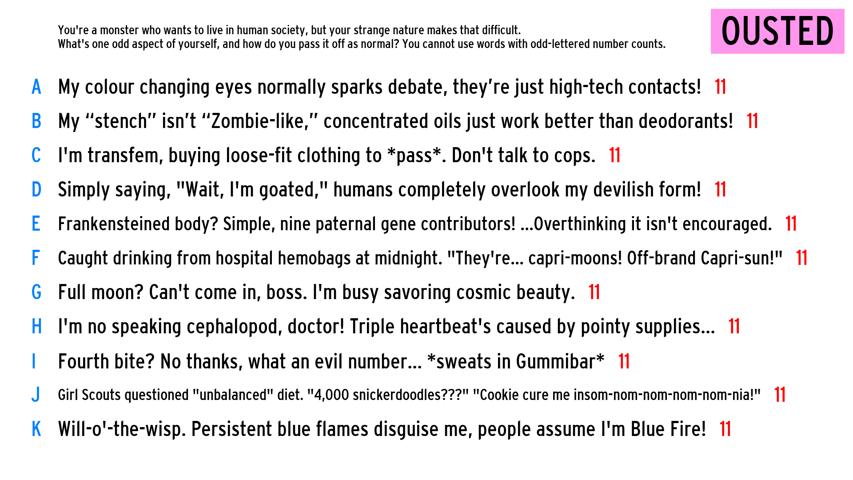 You're a monster who wants to live in human society, but your strange nature makes that difficult.
What's one odd aspect of yourself, and how do you pass it off as normal? You cannot use words with odd-lettered number counts.
OUSTED
A My colour changing eyes normally sparks debate, they're just high-tech contacts! 11
B My “stench” isn't “Zombie-like,” concentrated oils just work better than deodorants! 11
C I'm transfem, buying loose-fit clothing to *pass*. Don't talk to cops. 11
D Simply saying, "Wait, I'm goated," humans completely overlook my devilish form! 11
E Frankensteined body? Simple, nine paternal gene contributors! ...Overthinking it isn't encouraged. 11
F Caught drinking from hospital hemobags at midnight. "They're... capri-moons! Off-brand Capri-sun!" 11
G Full moon? Can't come in, boss. I'm busy savoring cosmic beauty. 11
H I'm no speaking cephalopod, doctor! Triple heartbeat's caused by pointy supplies... 11
I Fourth bite? No thanks, what an evil number... *sweats in Gummibar* 11
J Girl Scouts questioned "unbalanced" diet. "4,000 snickerdoodles???" "Cookie cure me insom-nom-nom-nom-nom-nia!" 11
K Will-o'-the-wisp. Persistent blue flames disguise me, people assume I'm Blue Fire! 11